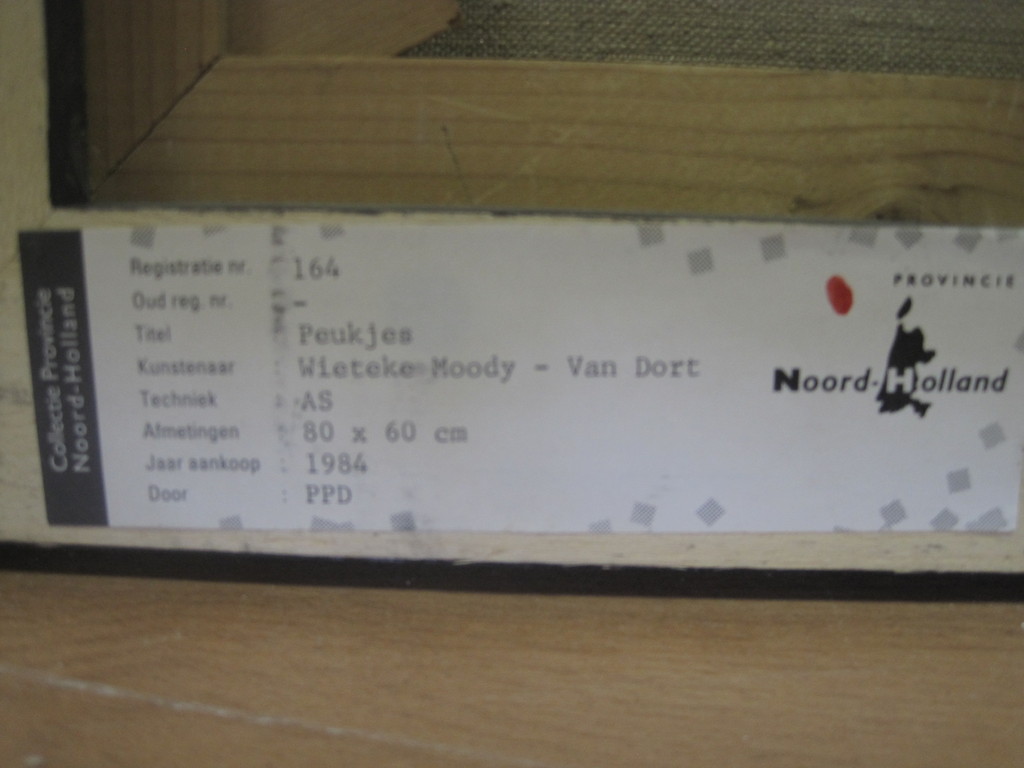 Collectie Provincie
Noord-Holland
Registratie nr. : 164
Oud reg. nr. : -
Titel : Peukjes
Kunstenaar : Wieteke Moody - Van Dort
Techniek : AS
Afmetingen : 80 x 60 cm
Jaar aankoop : 1984
Door : PPD
PROVINCIE
Noord-Holland